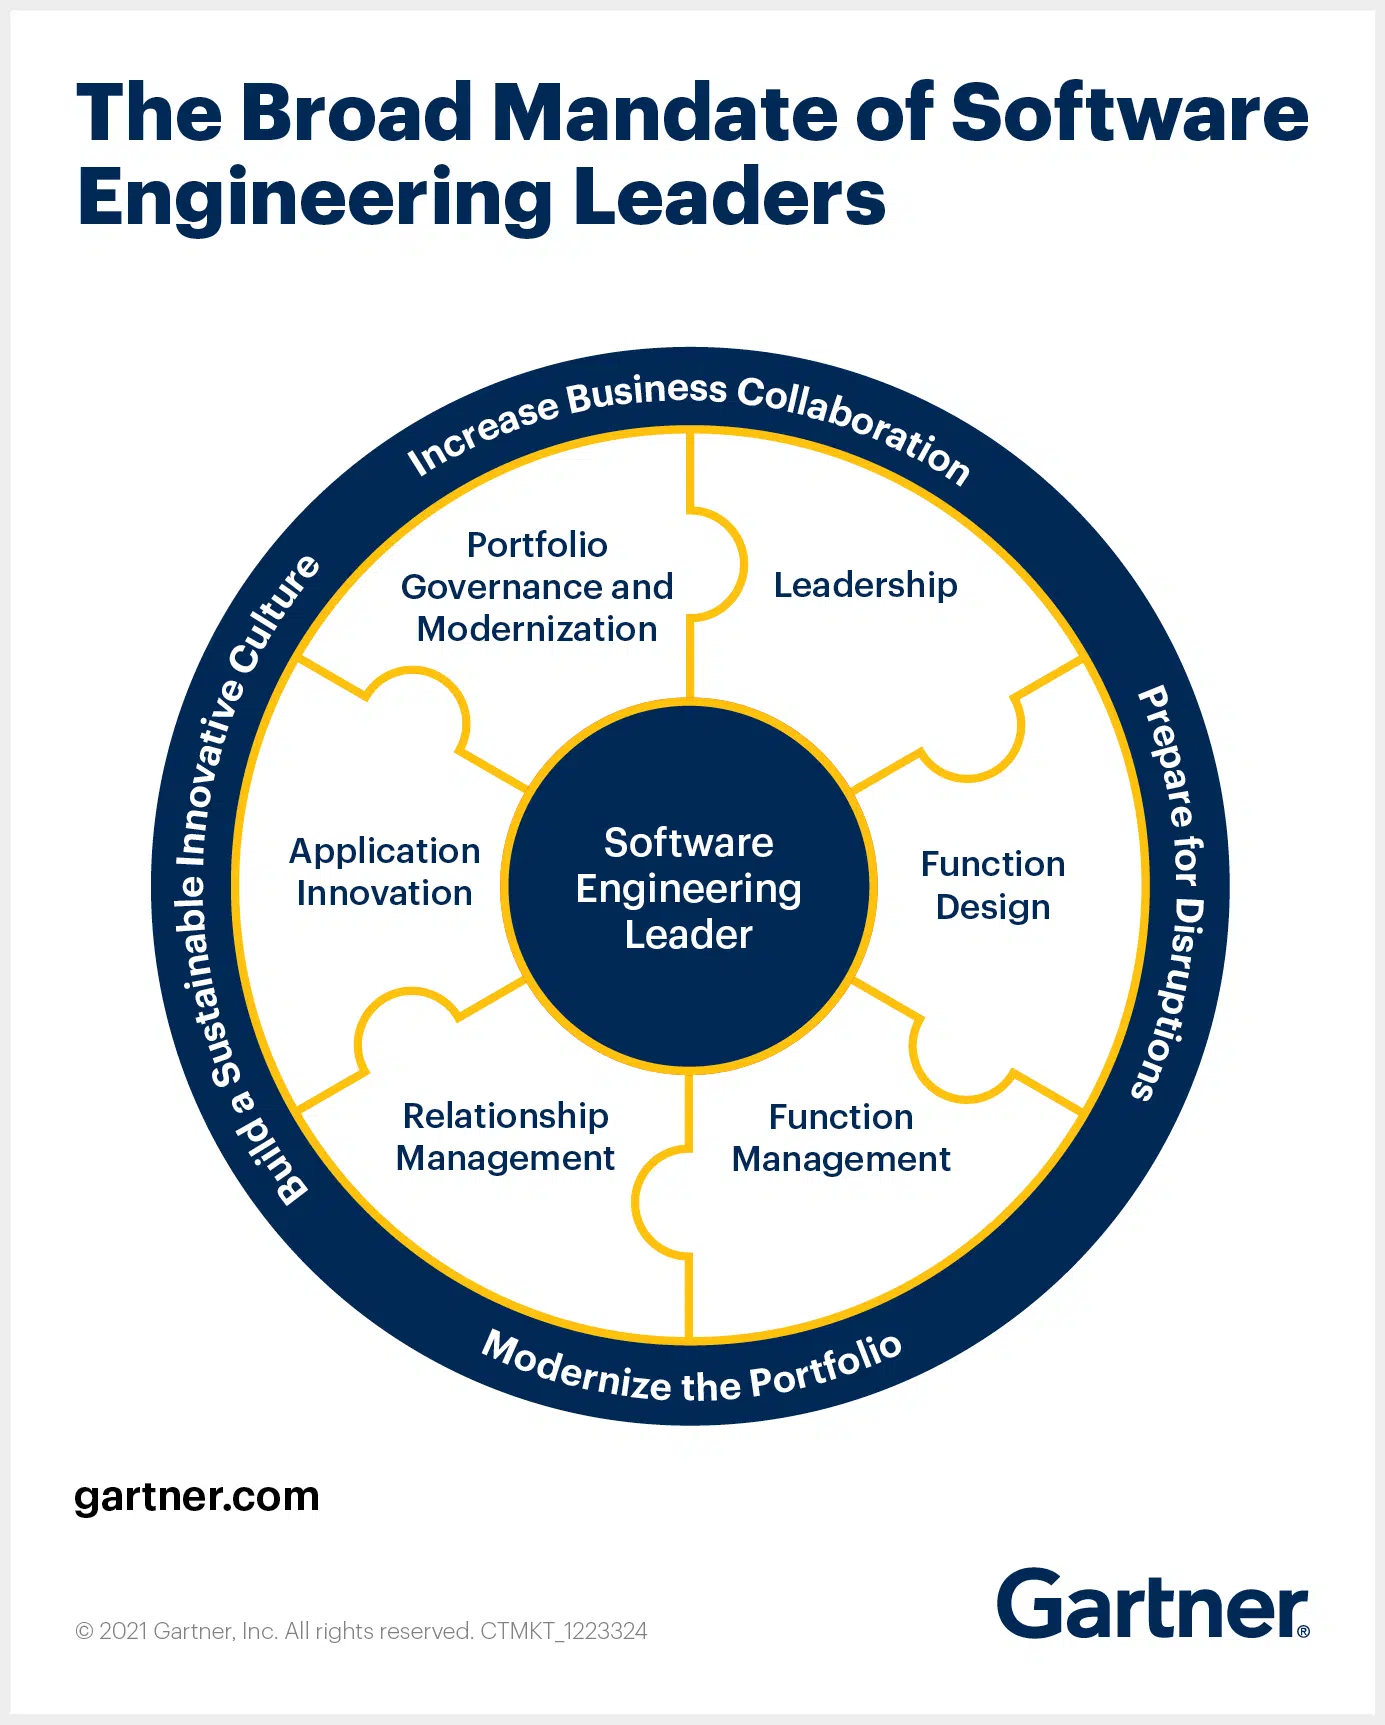 The Broad Mandate of Software
Engineering Leaders
Increase Business Collaboration
Prepare for Disruptions
Modernize the Portfolio
Build a Sustainable Innovative Culture
Portfolio
Governance and
Modernization
Leadership
Function
Design
Function
Management
Relationship
Management
Application
Innovation
Software
Engineering
Leader
gartner.com
© 2021 Gartner, Inc. All rights reserved. CTMKT_1223324
Gartner®